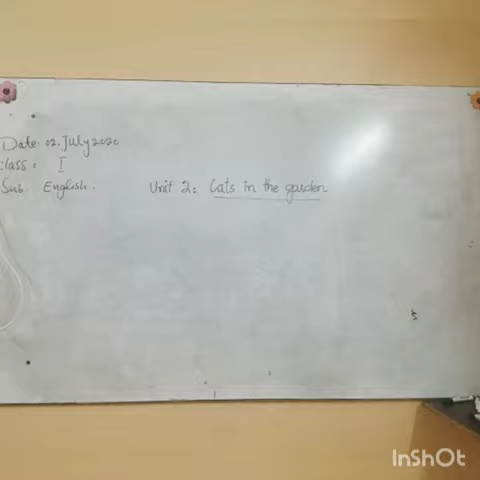 Date: 02. July 2020
Class: I
Sub. English.
Unit 2: Cats in the garden
InShOt